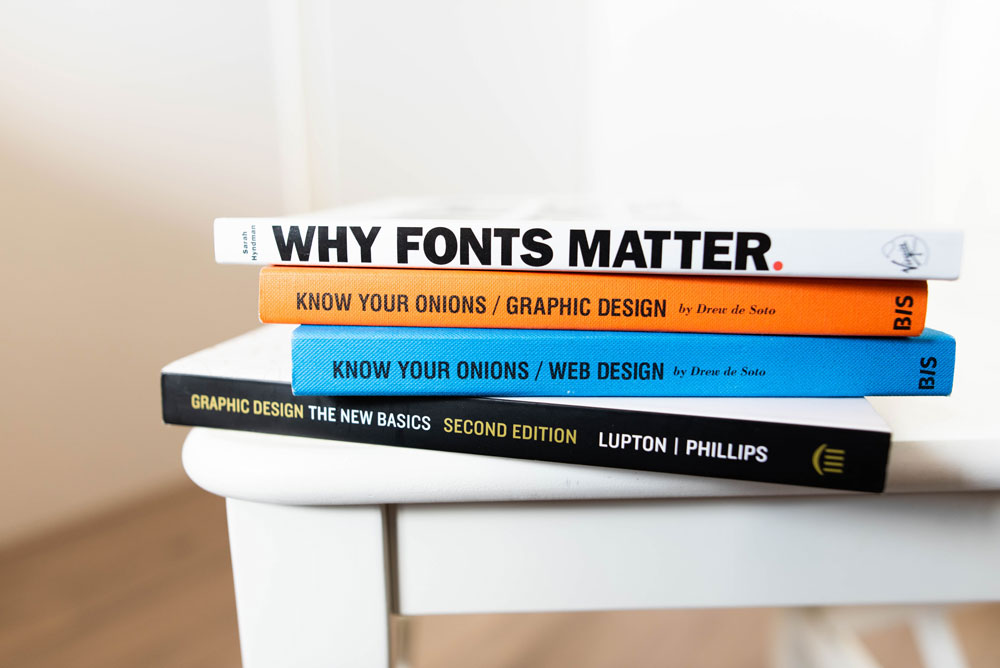 Sarah
Hyndman
WHY FONTS MATTER.
Virgin
KNOW YOUR ONIONS / GRAPHIC DESIGN by Drew de Soto
BIS
KNOW YOUR ONIONS / WEB DESIGN by Drew de Soto
BIS
GRAPHIC DESIGN THE NEW BASICS SECOND EDITION LUPTON | PHILLIPS